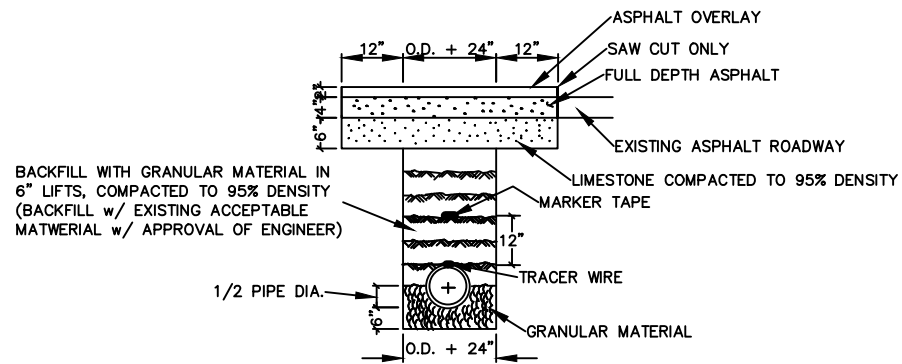 ASPHALT OVERLAY
12"
O.D. + 24"
12"
SAW CUT ONLY
FULL DEPTH ASPHALT
2"
4"
6"
EXISTING ASPHALT ROADWAY
BACKFILL WITH GRANULAR MATERIAL IN
6" LIFTS, COMPACTED TO 95% DENSITY
(BACKFILL w/ EXISTING ACCEPTABLE
MATWERIAL w/ APPROVAL OF ENGINEER)
LIMESTONE COMPACTED TO 95% DENSITY
MARKER TAPE
12"
TRACER WIRE
1/2 PIPE DIA.
6"
GRANULAR MATERIAL
O.D. + 24"